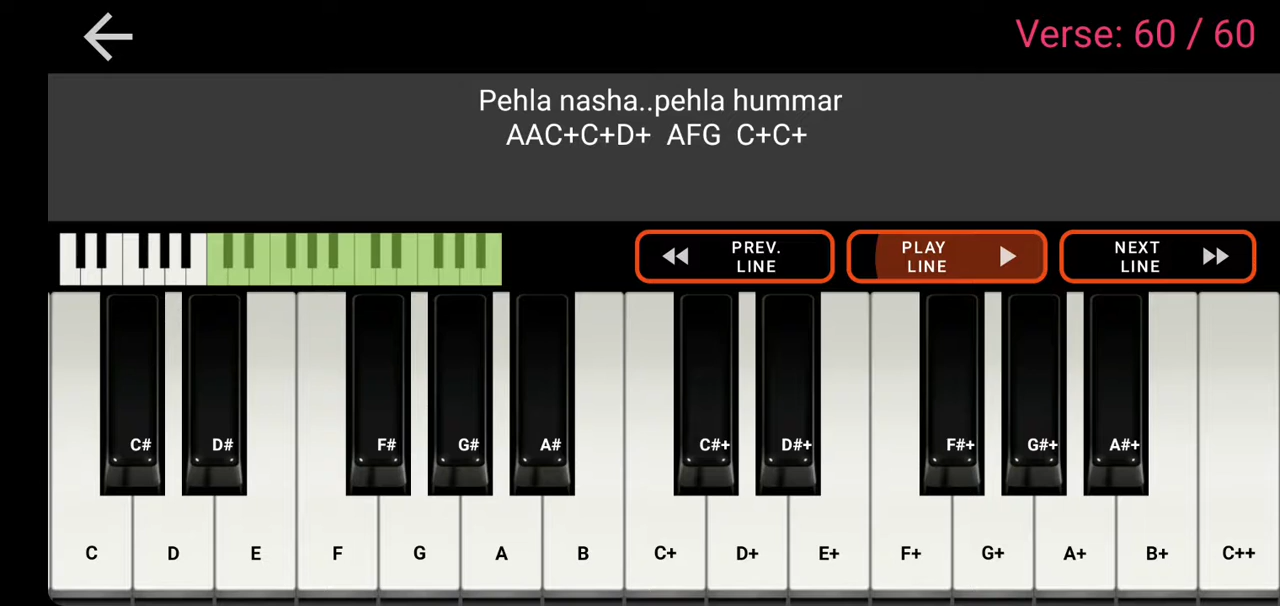 Verse: 60 / 60
Pehla nasha..pehla hummar
AAC+C+D+ AFG C+C+
PREV.
LINE
PLAY
LINE
NEXT
LINE
C# D# F# G# A# C#+ D#+ F#+ G#+ A#+
C D E F G A B C+ D+ E+ F+ G+ A+ B+ C++